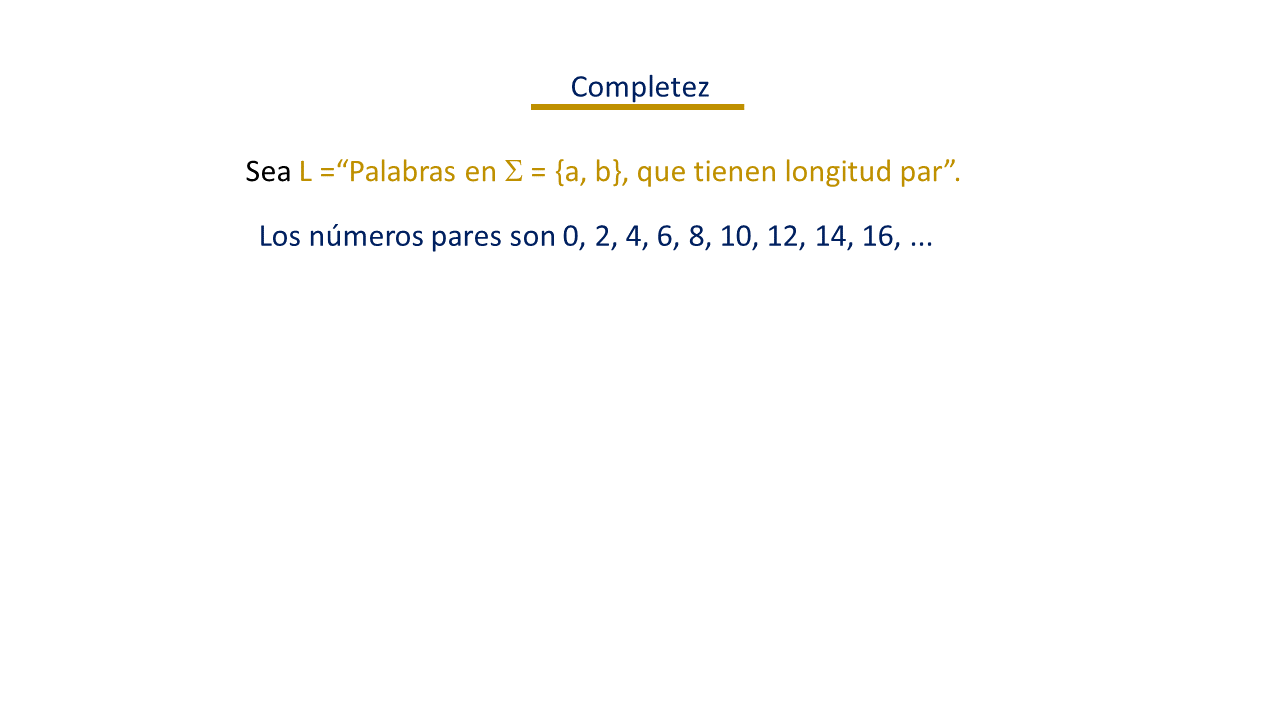 Completez
Sea L =“Palabras en Σ = {a, b}, que tienen longitud par”.
Los números pares son 0, 2, 4, 6, 8, 10, 12, 14, 16, ...